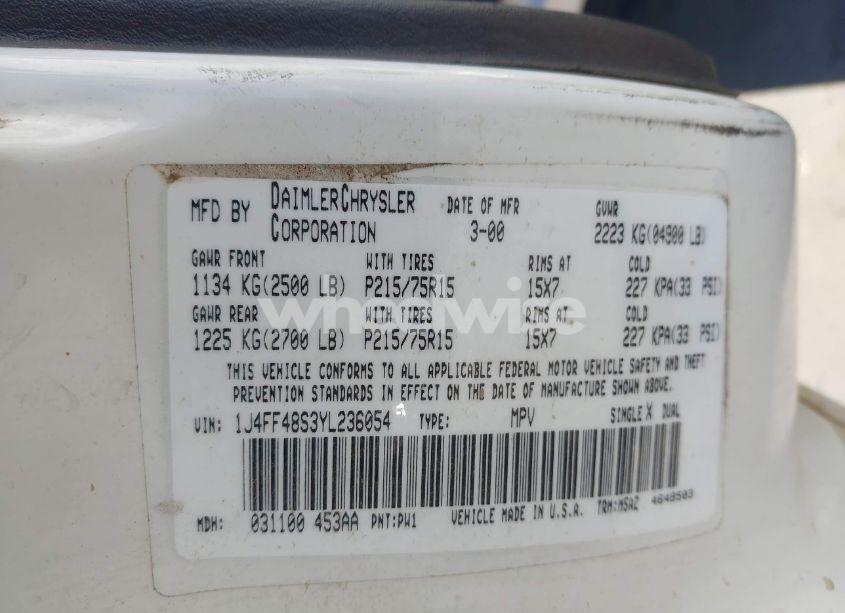 MFD BY DAIMLERCHRYSLER CORPORATION DATE OF MFR 3-00 GVWR 2223 KG(04900 LB)
GAWR FRONT WITH TIRES RIMS AT COLD
1134 KG(2500 LB) P215/75R15 15X7 227 KPA(33 PSI)
GAWR REAR WITH TIRES RIMS AT COLD
1225 KG(2700 LB) P215/75R15 15X7 227 KPA(33 PSI)
wheelwise
THIS VEHICLE CONFORMS TO ALL APPLICABLE FEDERAL MOTOR VEHICLE SAFETY AND THEFT
PREVENTION STANDARDS IN EFFECT ON THE DATE OF MANUFACTURE SHOWN ABOVE.
VIN: 1J4FF48S3YL236054 TYPE: MPV SINGLE X DUAL
MDH: 031100 453AA PNT:PW1 VEHICLE MADE IN U.S.A. TRM:M5AZ 4648503